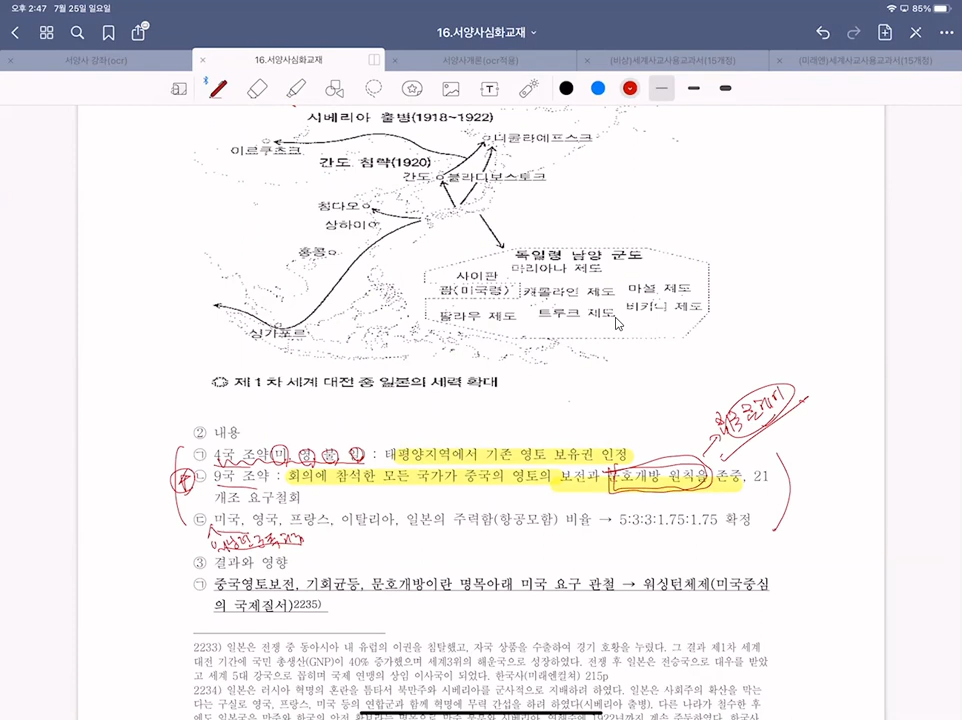 오후 2:47 7월 25일 일요일
85%
16.서양사심화교재
서양사 강좌(ocr)
16.서양사심화교재
서양사개론(ocr적용)
(비상)세계사교사용교과서(15개정)
(미래엔)세계사교사용교과서(15개정)
시베리아 출병(1918~1922)
니콜라예프스크
이르쿠츠크
간도 침략(1920)
간도
블라디보스토크
칭다오
상하이
홍콩
독일령 남양 군도
마리아나 제도
사이판
괌(미국령)
캐롤라인 제도
마셜 제도
비키니 제도
팔라우 제도
트루크 제도
싱가포르
제 1 차 세계 대전 중 일본의 세력 확대
② 내용
㉠ 4국 조약(미 영 불 일) : 태평양지역에서 기존 영토 보유권 인정
㉡ 9국 조약 : 회의에 참석한 모든 국가가 중국의 영토의 보전과 문호개방 원칙을 존중, 21
개조 요구철회
㉢ 미국, 영국, 프랑스, 이탈리아, 일본의 주력함(항공모함) 비율 → 5:3:3:1.75:1.75 확정
③ 결과와 영향
㉠ 중국영토보전, 기회균등, 문호개방이란 명목아래 미국 요구 관철 → 워싱턴체제(미국중심
의 국제질서)2235)
2233) 일본은 전쟁 중 동아시아 내 유럽의 이권을 침탈했고, 자국 상품을 수출하여 경기 호황을 누렸다. 그 결과 제1차 세계
대전 기간에 국민 총생산(GNP)이 40% 증가했으며 세계3위의 해운국으로 성장하였다. 전쟁 후 일본은 전승국으로 대우를 받았
고 세계 5대 강국으로 꼽히며 국제 연맹의 상임 이사국이 되었다. 한국사(미래엔컬처) 215p
2234) 일본은 러시아 혁명의 혼란을 틈타서 북만주와 시베리아를 군사적으로 지배하려 하였다. 일본은 사회주의 확산을 막는
다는 구실로 영국, 프랑스, 미국 등의 연합군과 함께 혁명에 무력 간섭을 하려 하였다(시베리아 출병). 다른 나라가 철수한 후